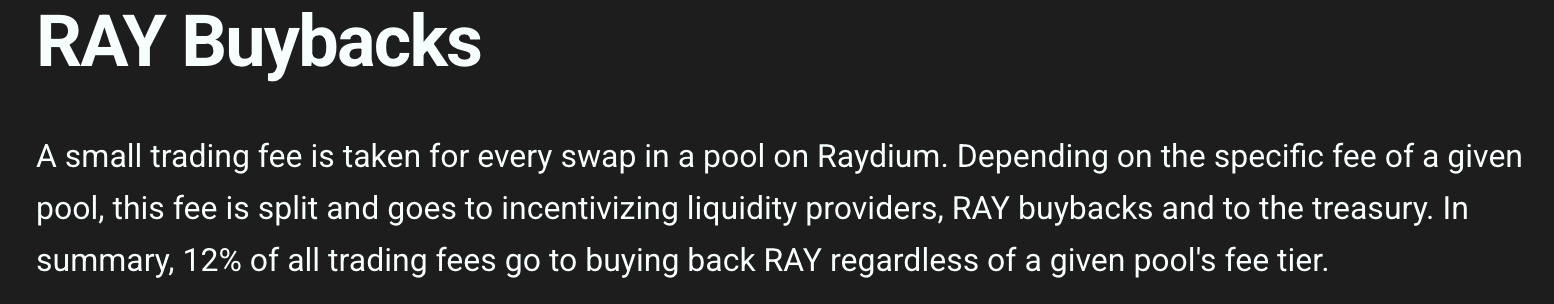 RAY Buybacks
A small trading fee is taken for every swap in a pool on Raydium. Depending on the specific fee of a given
pool, this fee is split and goes to incentivizing liquidity providers, RAY buybacks and to the treasury. In
summary, 12% of all trading fees go to buying back RAY regardless of a given pool's fee tier.